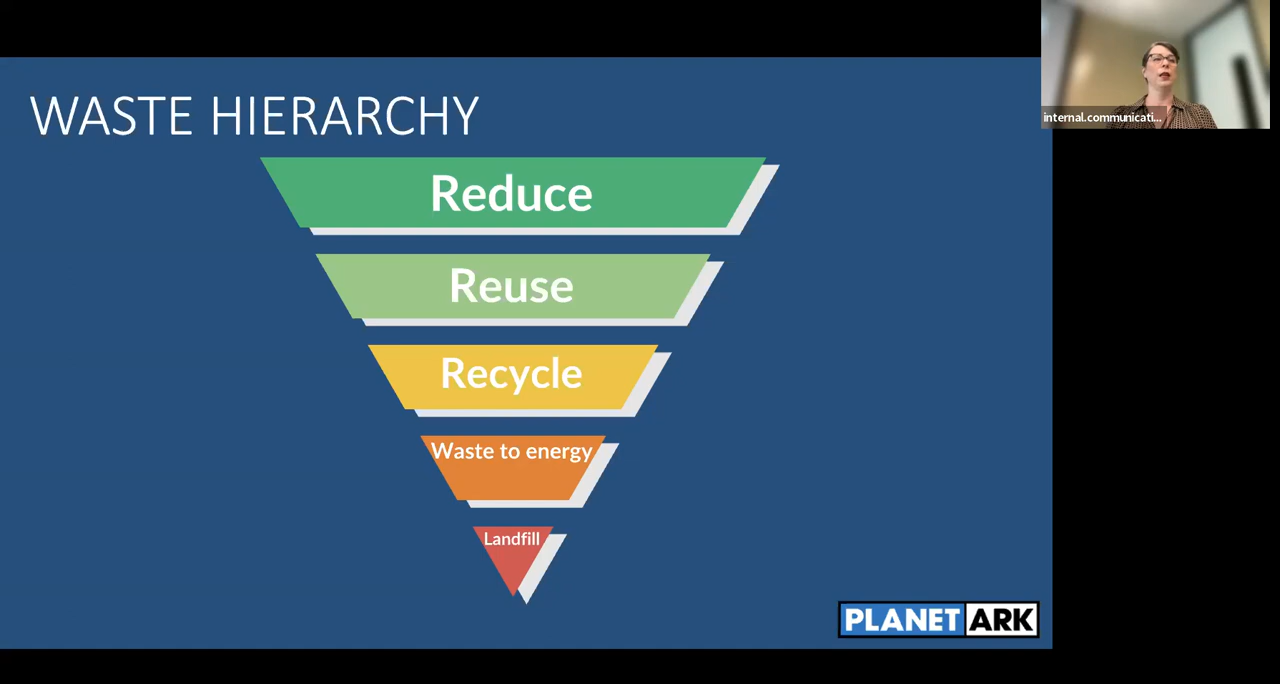 WASTE HIERARCHY
internal.communicati...
Reduce
Reuse
Recycle
Waste to energy
Landfill
PLANET ARK